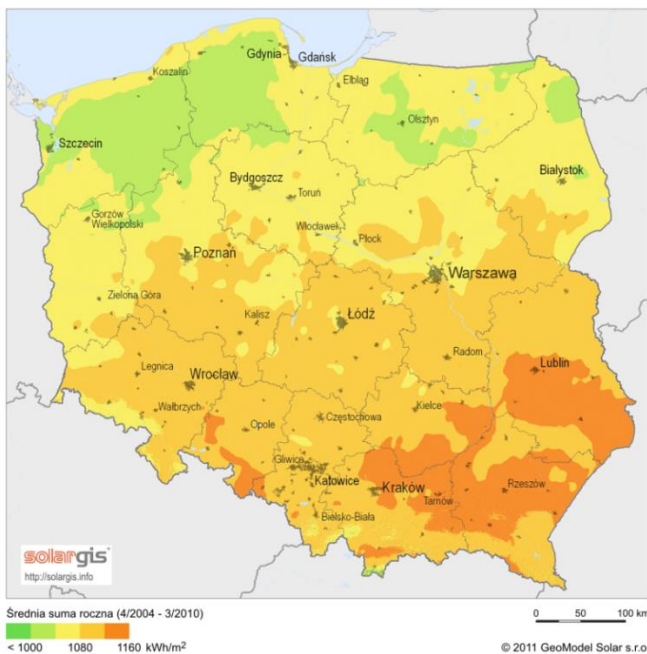 Koszalin
Gdynia
Gdańsk
Elbląg
Olsztyn
Szczecin
Bydgoszcz
Toruń
Białystok
Gorzów
Wielkopolski
Włocławek
Płock
Poznań
Warszawa
Zielona Góra
Kalisz
Łódź
Legnica
Wrocław
Radom
Lublin
Wałbrzych
Opole
Częstochowa
Kielce
Gliwice
Katowice
Kraków
Tarnów
Rzeszów
Bielsko-Biała
solargis
http://solargis.info
Średnia suma roczna (4/2004 - 3/2010)
0 50 100 km
< 1000 1080 1160 kWh/m²
© 2011 GeoModel Solar s.r.o.